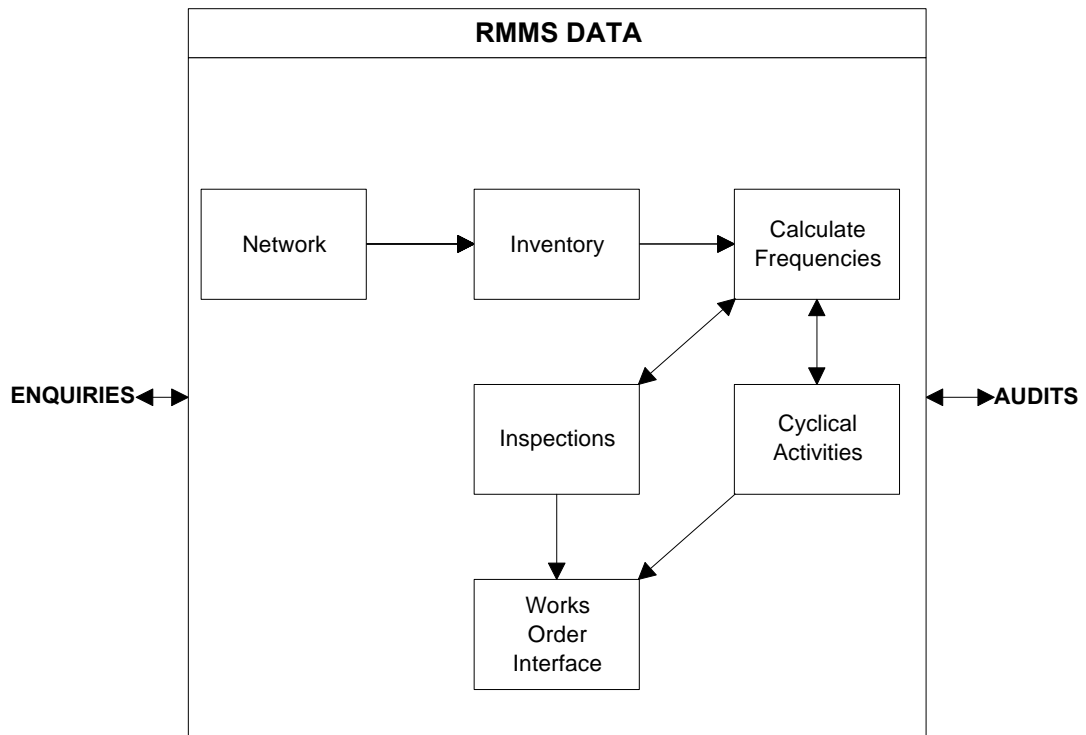 RMMS DATA
Network
Inventory
Calculate
Frequencies
ENQUIRIES
Inspections
Cyclical
Activities
AUDITS
Works
Order
Interface